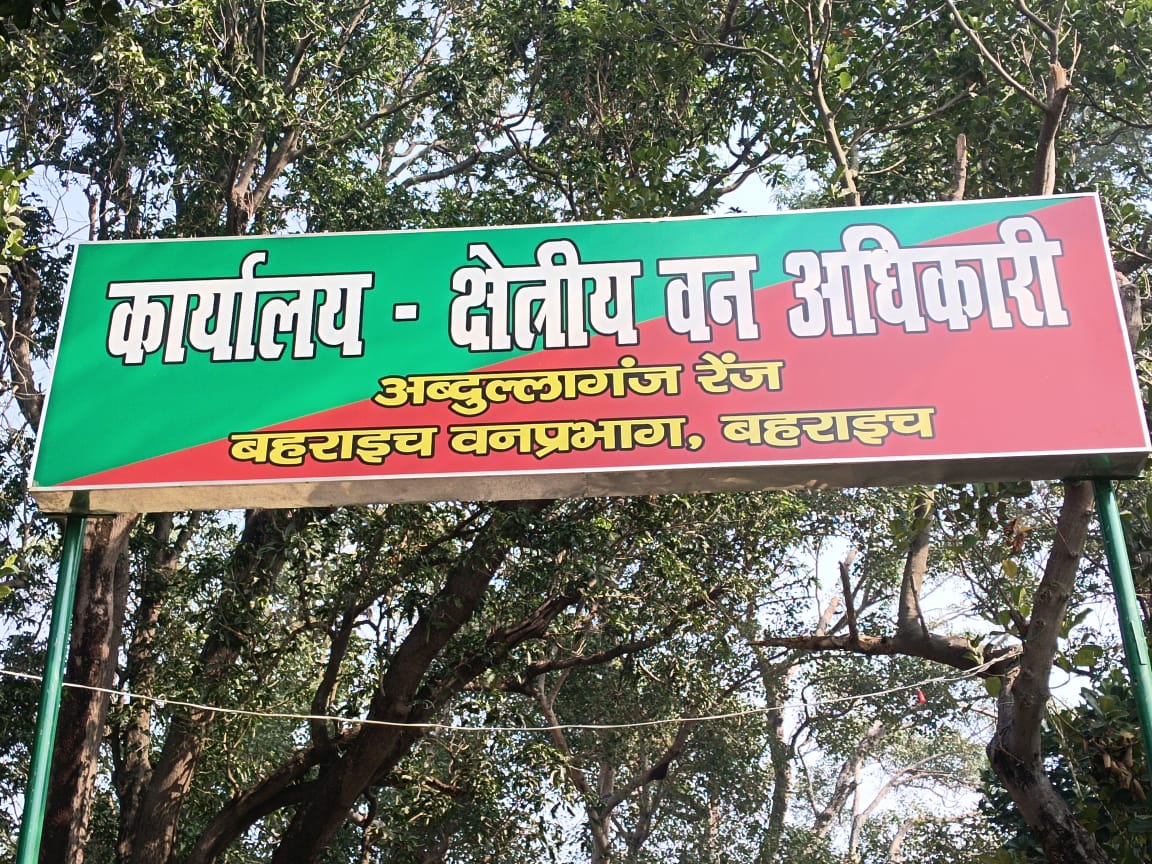 कार्यालय - क्षेत्रीय वन अधिकारी
अब्दुल्लागंज रेंज
बहराइच वनप्रभाग, बहराइच